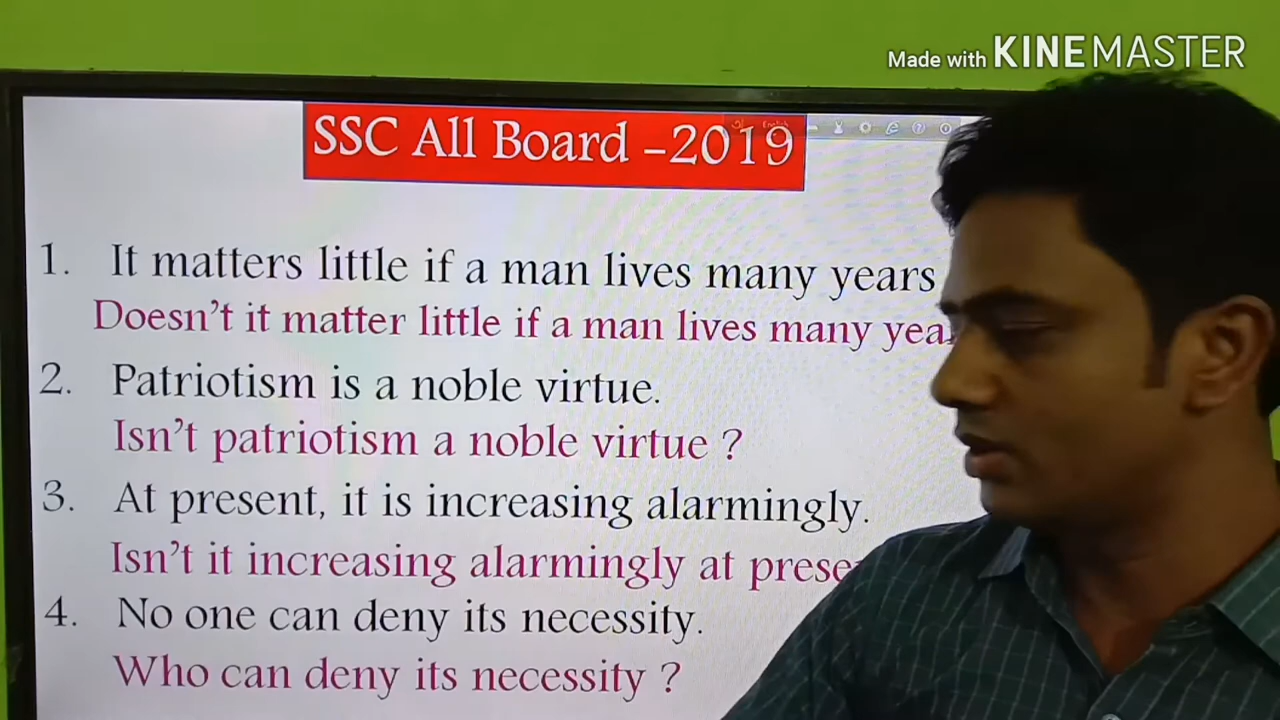 Made with KINEMASTER
SSC All Board –2019
1. It matters little if a man lives many years
Doesn't it matter little if a man lives many
2. Patriotism is a noble virtue.
Isn't patriotism a noble virtue ?
3. At present, it is increasing alarmingly.
Isn't it increasing alarmingly at
4. No one can deny its necessity.
Who can deny its necessity ?